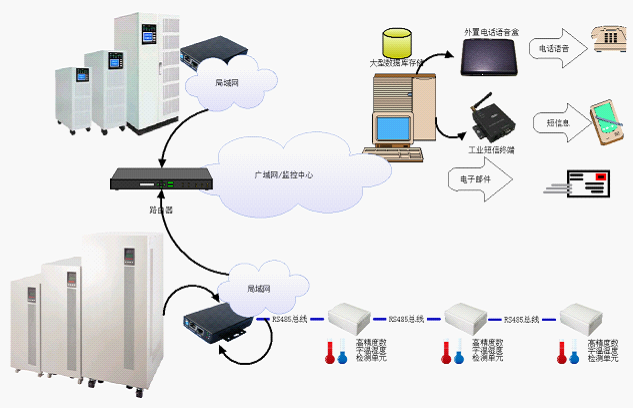 外置电话语音盒
电话语音
大型数据库存储
局域网
短信息
工业短信终端
广域网/监控中心
电子邮件
路由器
局域网
RS485总线
RS485总线
RS485总线
高精度数
字温湿度
检测单元
高精度数
字温湿度
检测单元
高精度数
字温湿度
检测单元